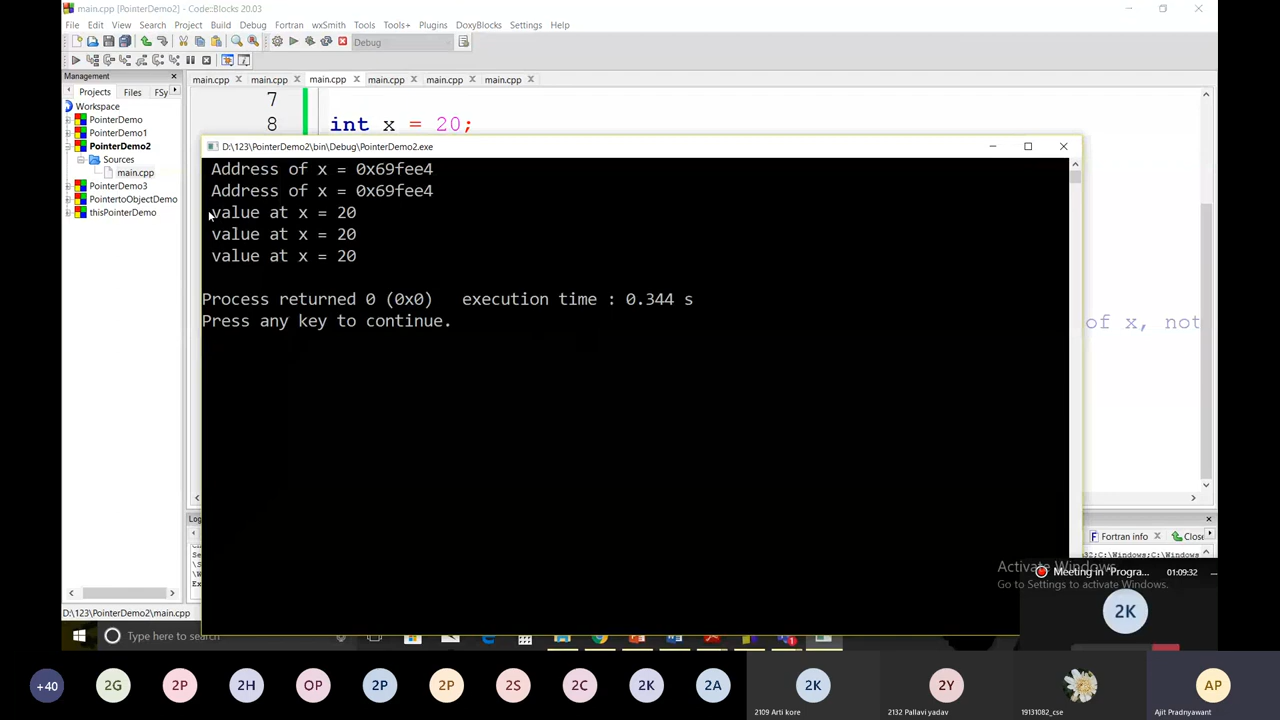 main.cpp [PointerDemo2] - Code::Blocks 20.03
File Edit View Search Project Build Debug Fortran wxSmith Tools Tools+ Plugins DoxyBlocks Settings Help
Debug
Management
Projects Files FSy
main.cpp main.cpp main.cpp main.cpp main.cpp main.cpp
Workspace
PointerDemo
PointerDemo1
PointerDemo2
Sources
main.cpp
PointerDemo3
PointertoObjectDemo
thisPointerDemo
7
8 int x = 20;
D:\123\PointerDemo2\bin\Debug\PointerDemo2.exe
Address of x = 0x69fee4
Address of x = 0x69fee4
value at x = 20
value at x = 20
value at x = 20
Process returned 0 (0x0) execution time : 0.344 s
Press any key to continue.
of x, not
Fortran info Close
32;C:\Windows;C:\Windows
D:\123\PointerDemo2\main.cpp
Activate Windows
Go to Settings to activate Windows.
Meeting in "Progra... 01:09:32
2K
Type here to search
+40 2G 2P 2H OP 2P 2P 2S 2C 2K 2A 2K 2Y AP
2109 Arti kore 2132 Pallavi yadav 19131082_cse Ajit Pradnyawant